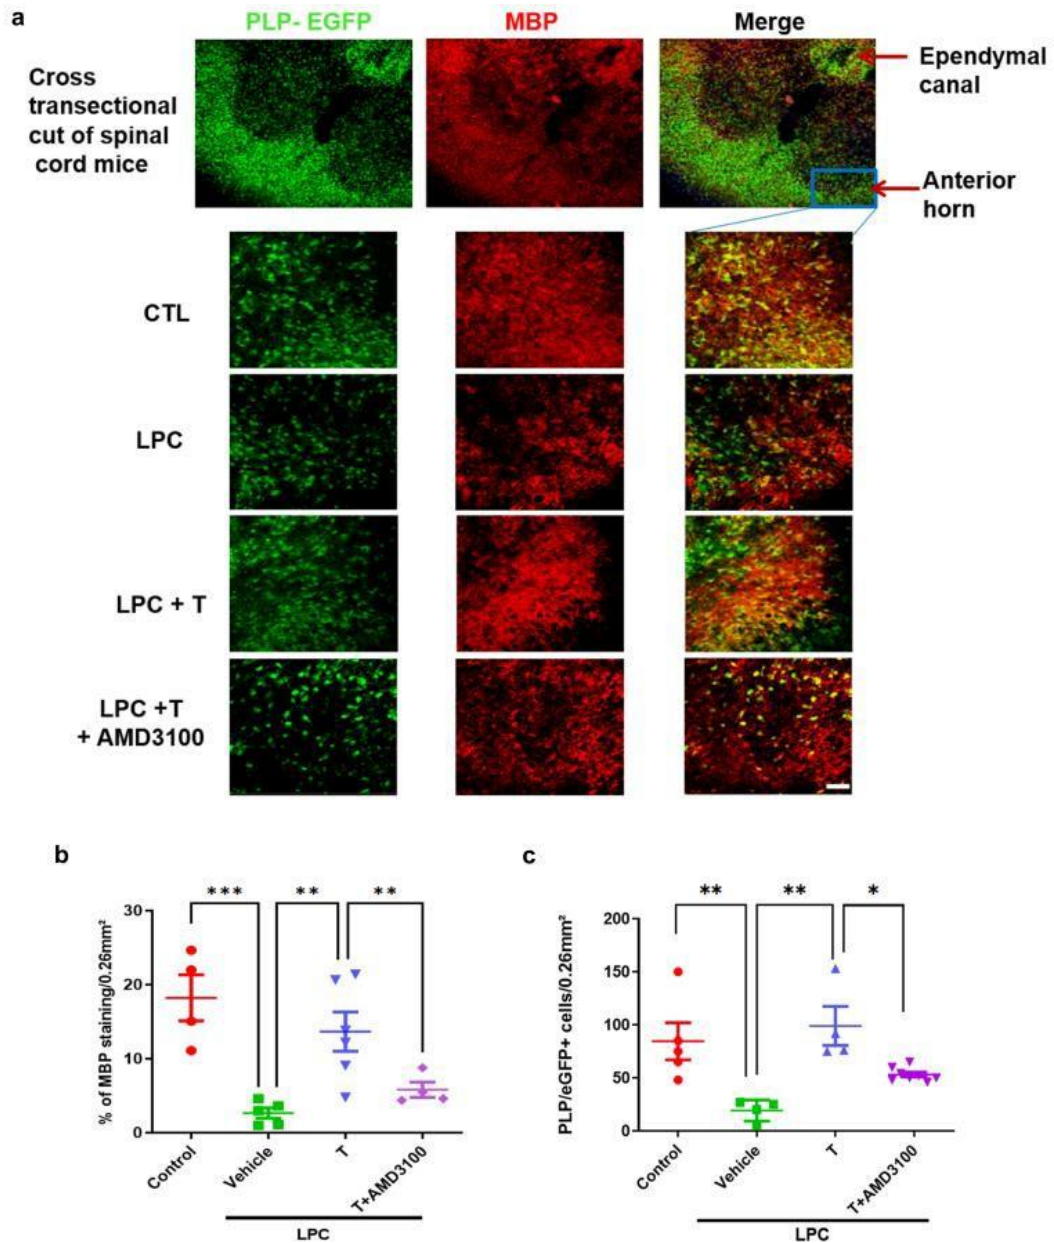 a
PLP- EGFP
MBP
Merge
Cross
transectional
cut of spinal
cord mice
Ependymal
canal
Anterior
horn
CTL
LPC
LPC + T
LPC +T
+ AMD3100
b
***
**
**
% of MBP staining/0.26mm²
30
20
10
0
Control
Vehicle
T
T+AMD3100
LPC
c
**
**
*
PLP/eGFP+ cells/0.26mm²
200
150
100
50
0
Control
Vehicle
T
T+AMD3100
LPC